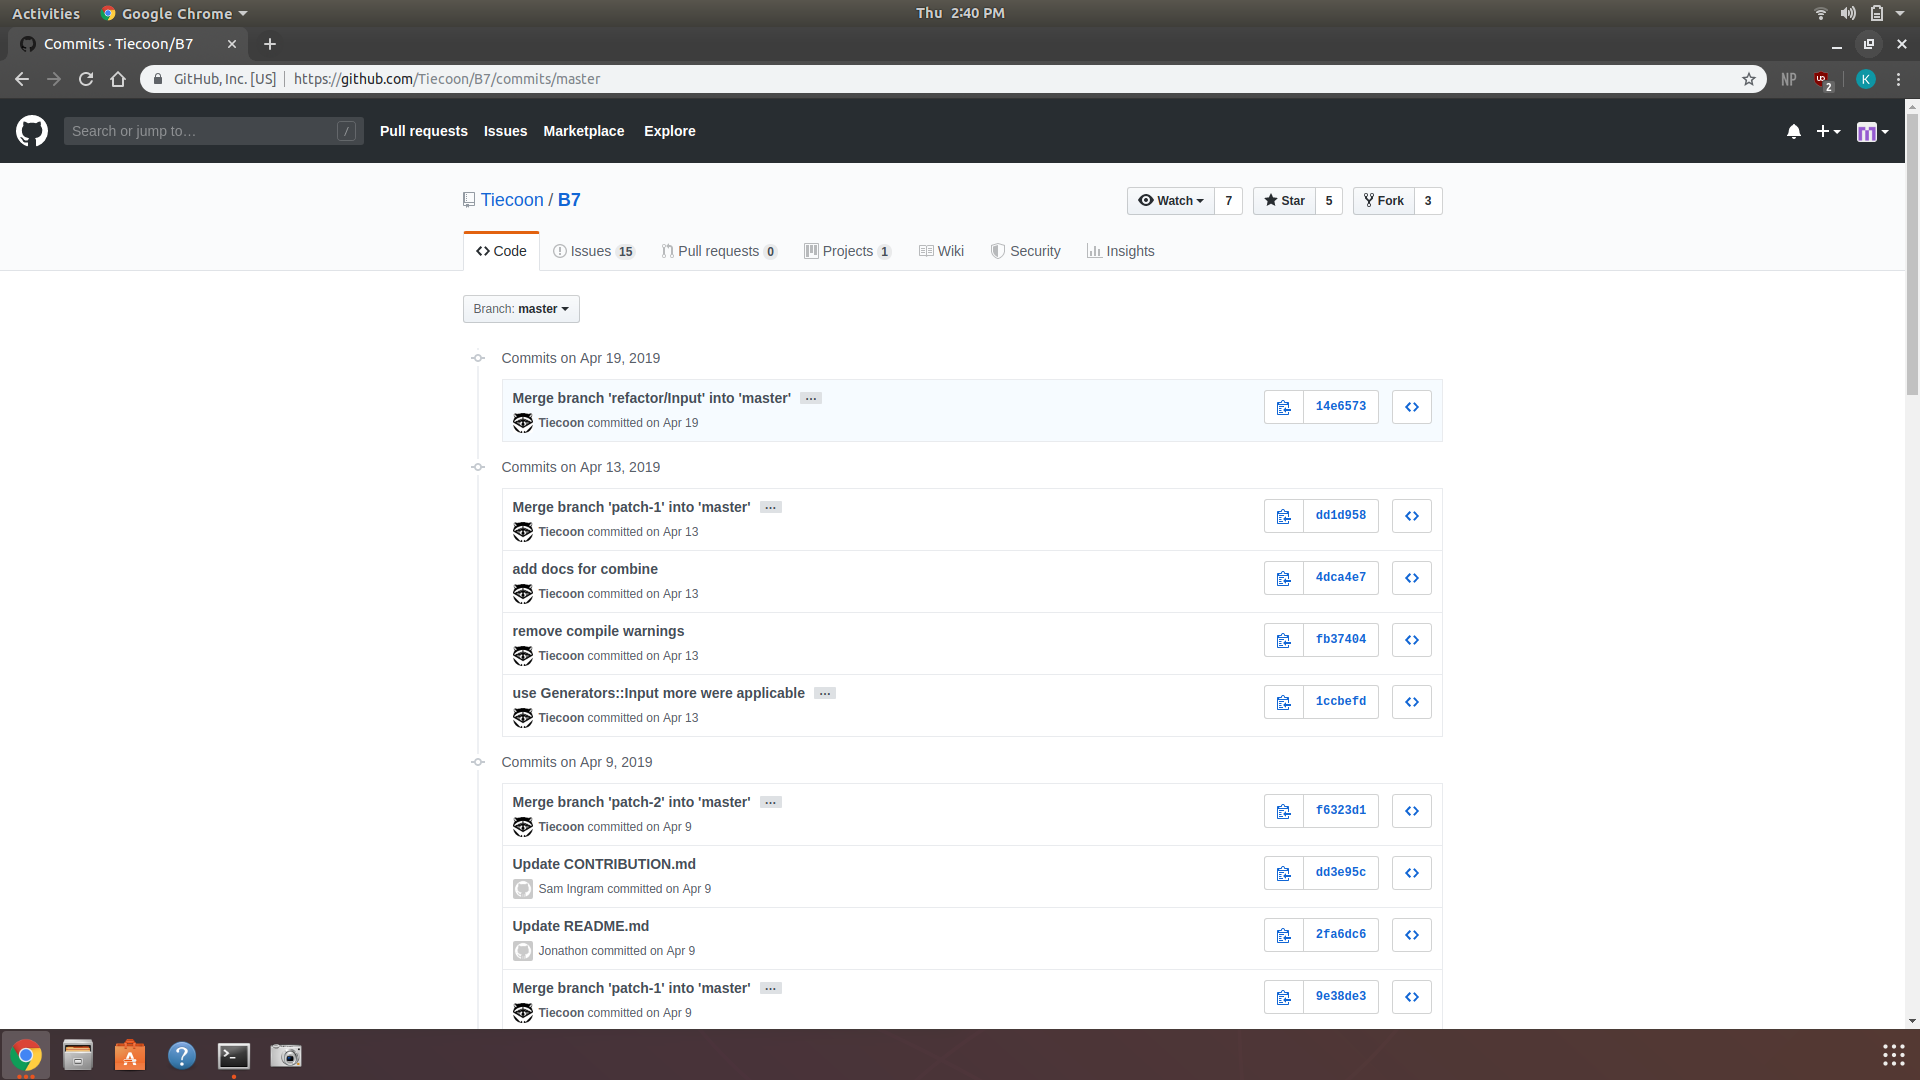 Activities Google Chrome Thu 2:40 PM
Commits · Tiecoon/B7
GitHub, Inc. [US] https://github.com/Tiecoon/B7/commits/master NP 2 K
Search or jump to… / Pull requests Issues Marketplace Explore
Tiecoon / B7 Watch 7 Star 5 Fork 3
Code Issues 15 Pull requests 0 Projects 1 Wiki Security Insights
Branch: master
Commits on Apr 19, 2019
Merge branch 'refactor/Input' into 'master' …
14e6573
Tiecoon committed on Apr 19
Commits on Apr 13, 2019
Merge branch 'patch-1' into 'master' …
dd1d958
Tiecoon committed on Apr 13
add docs for combine
4dca4e7
Tiecoon committed on Apr 13
remove compile warnings
fb37404
Tiecoon committed on Apr 13
use Generators::Input more were applicable …
1ccbefd
Tiecoon committed on Apr 13
Commits on Apr 9, 2019
Merge branch 'patch-2' into 'master' …
f6323d1
Tiecoon committed on Apr 9
Update CONTRIBUTION.md
dd3e95c
Sam Ingram committed on Apr 9
Update README.md
2fa6dc6
Jonathon committed on Apr 9
Merge branch 'patch-1' into 'master' …
9e38de3
Tiecoon committed on Apr 9